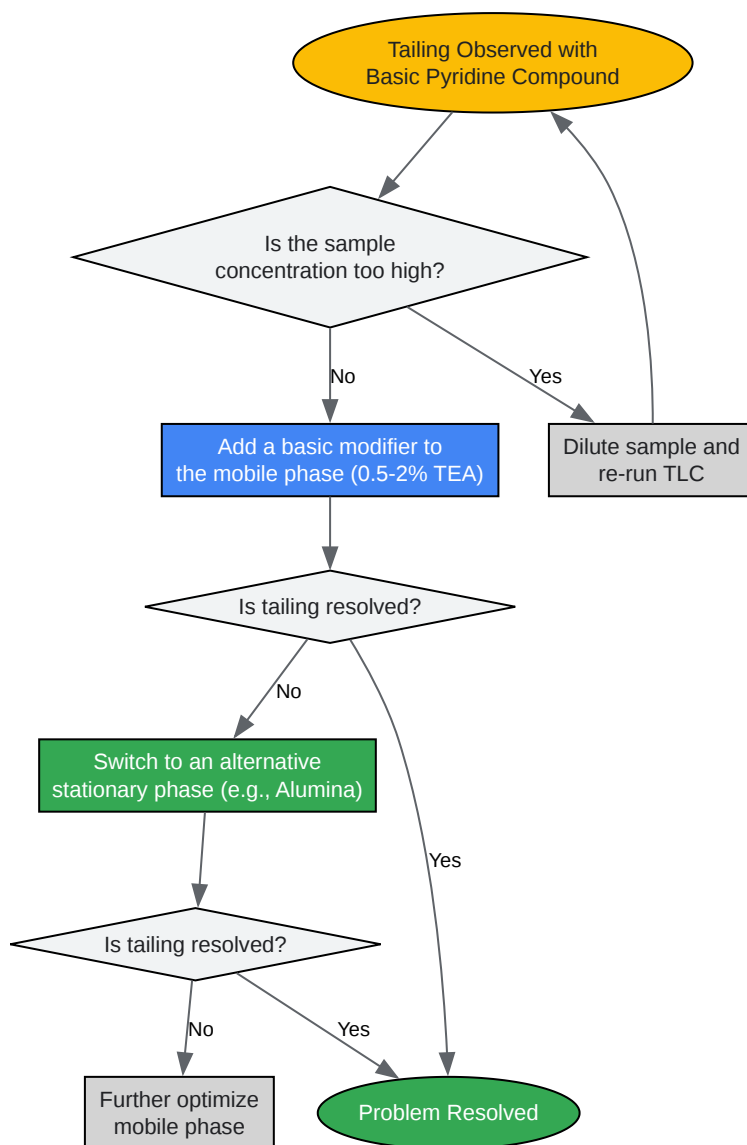 Tailing Observed with
Basic Pyridine Compound
Is the sample
concentration too high?
No
Yes
Add a basic modifier to
the mobile phase (0.5-2% TEA)
Dilute sample and
re-run TLC
Is tailing resolved?
No
Switch to an alternative
stationary phase (e.g., Alumina)
Yes
Is tailing resolved?
No
Yes
Further optimize
mobile phase
Problem Resolved